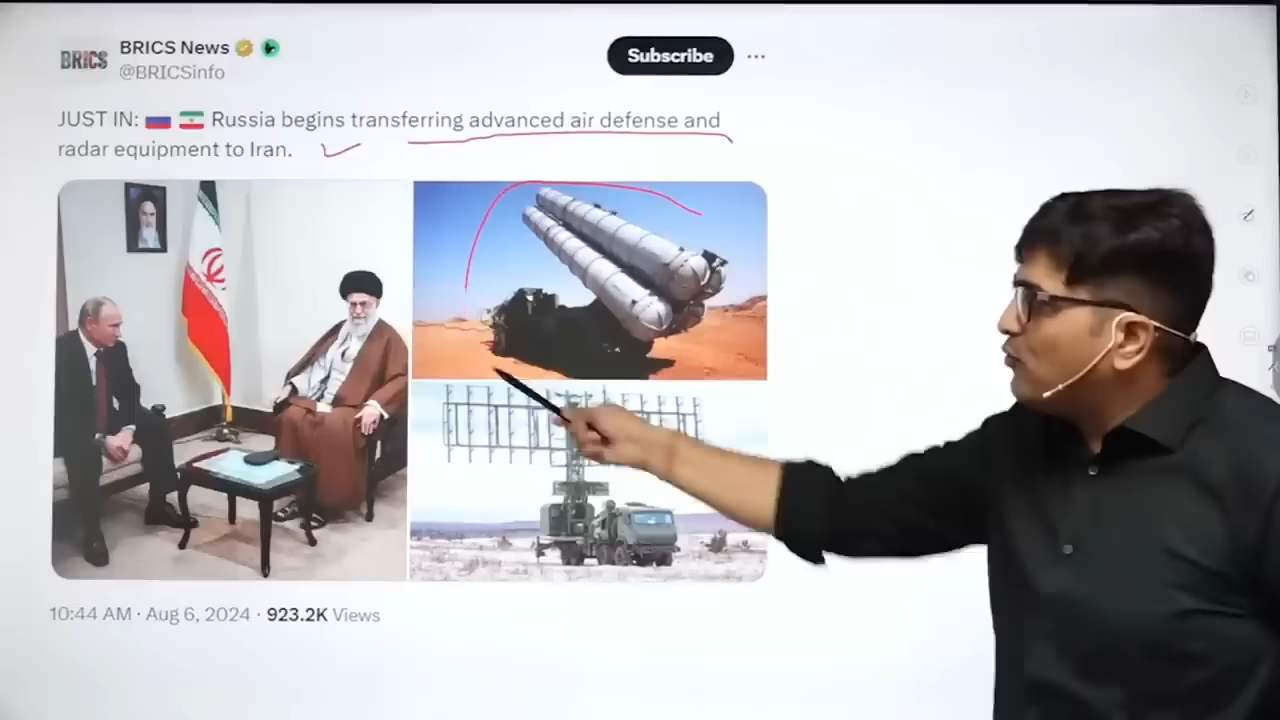 BRICS
BRICS News
@BRICSinfo
Subscribe
JUST IN: 🇷🇺 🇮🇷 Russia begins transferring advanced air defense and
radar equipment to Iran.
10:44 AM · Aug 6, 2024 · 923.2K Views